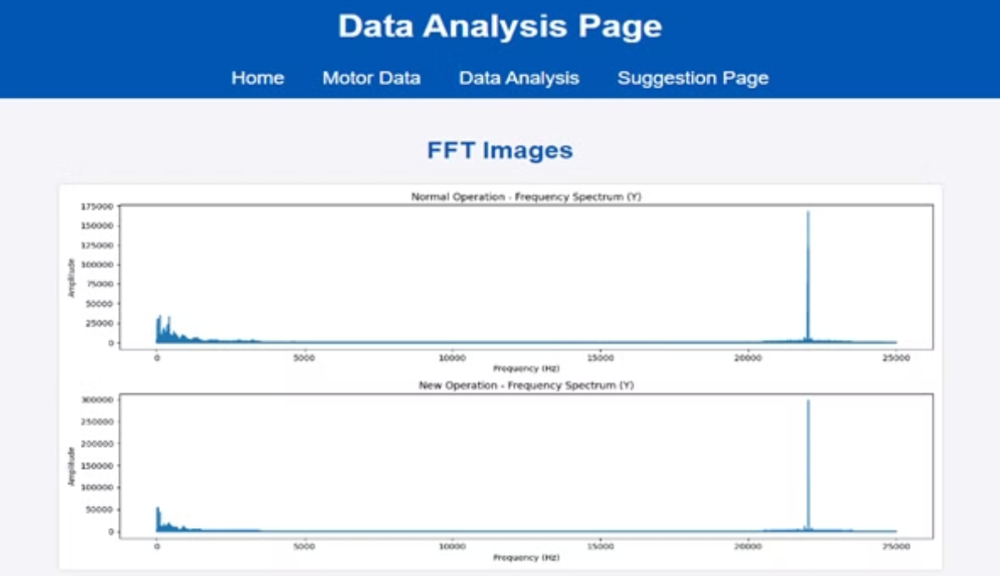 Data Analysis Page
Home Motor Data Data Analysis Suggestion Page
FFT Images
Normal Operation - Frequency Spectrum (Y)
175000
150000
125000
100000
75000
50000
25000
0
Amplitude
0 5000 10000 15000 20000 25000
Frequency (Hz)
New Operation - Frequency Spectrum (Y)
300000
250000
200000
150000
100000
50000
0
Amplitude
0 5000 10000 15000 20000 25000
Frequency (Hz)